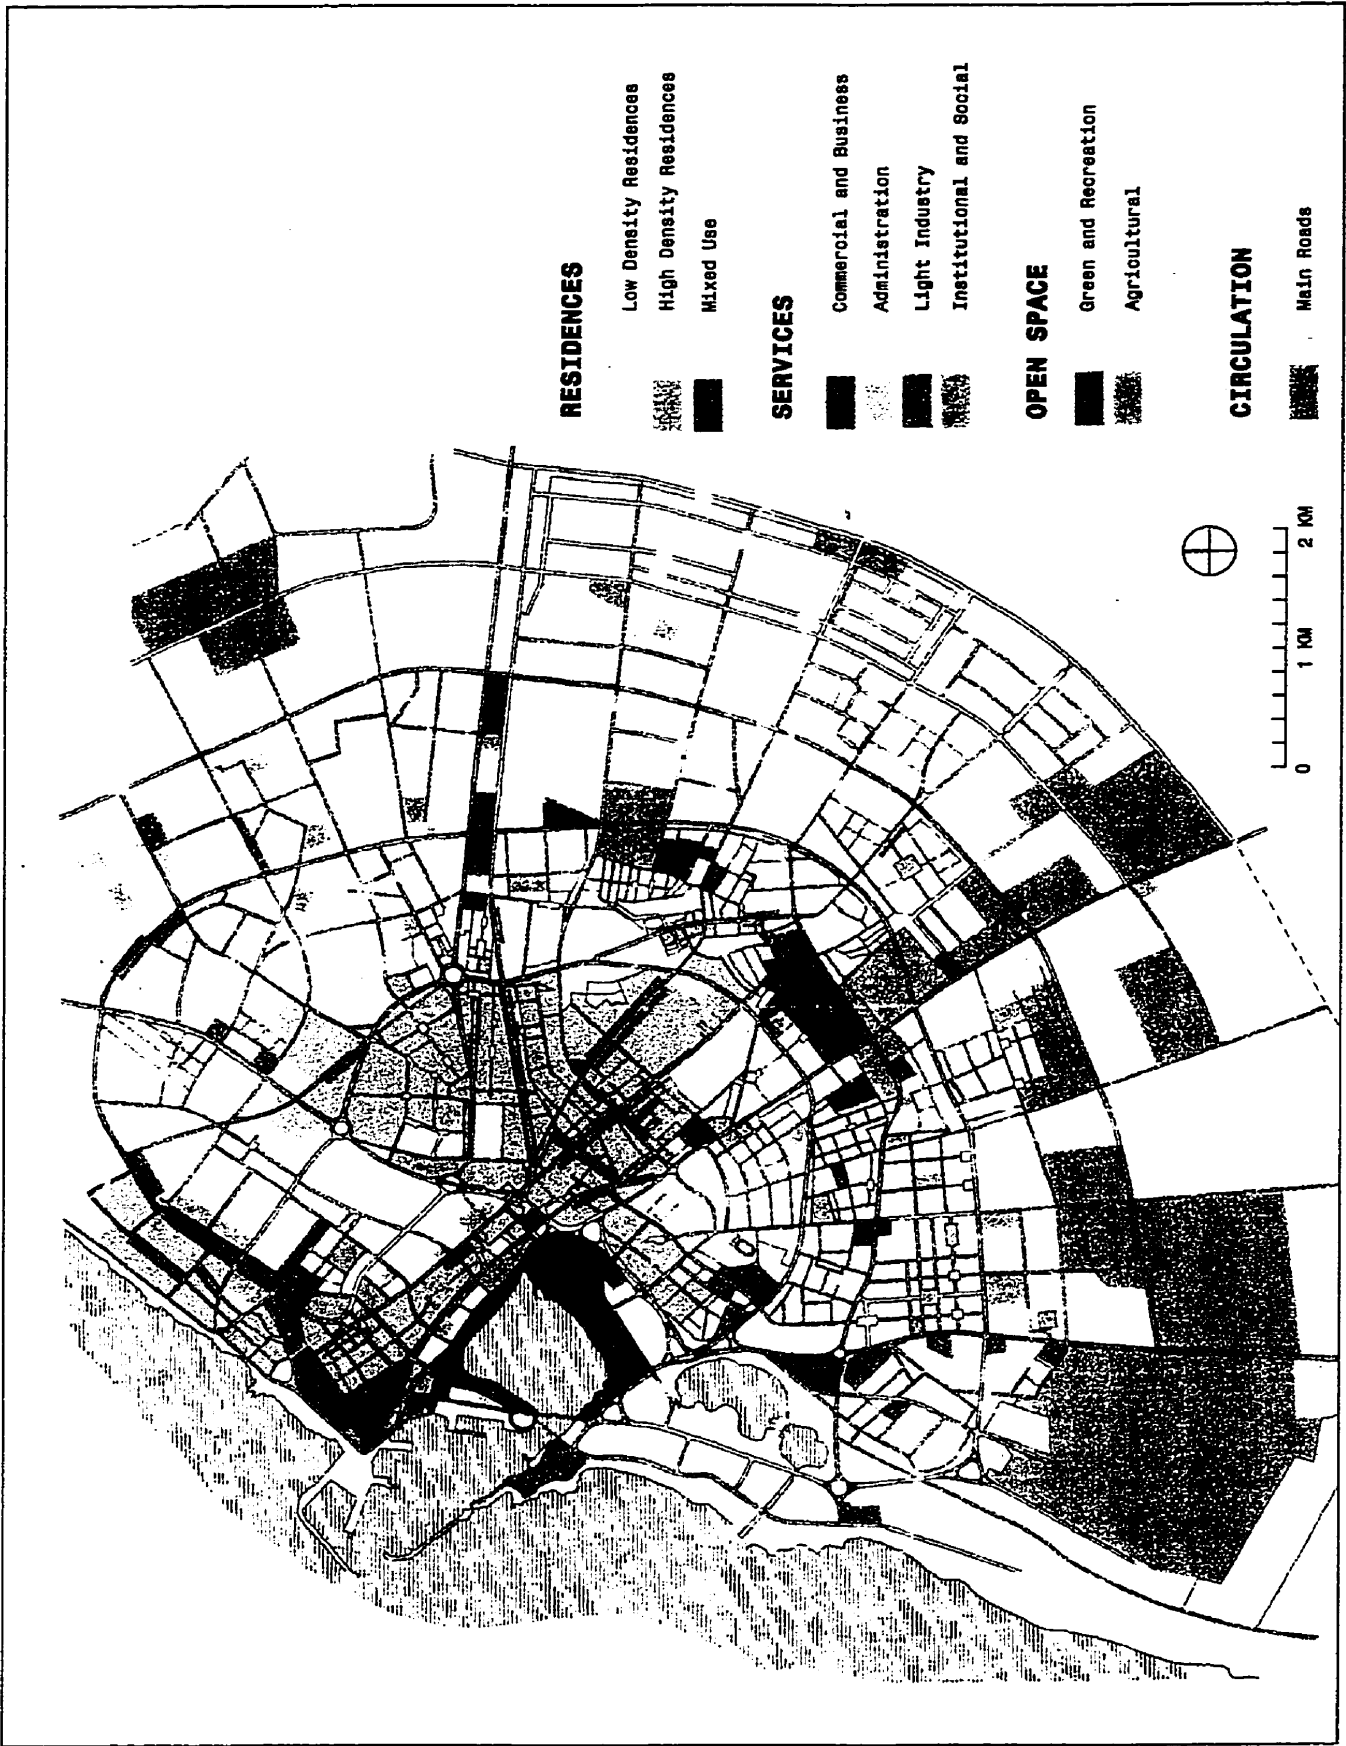 RESIDENCES
Low Density Residences
High Density Residences
Mixed Use
SERVICES
Commercial and Business
Administration
Light Industry
Institutional and Social
OPEN SPACE
Green and Recreation
Agricultural
CIRCULATION
Main Roads
0 1 KM 2 KM